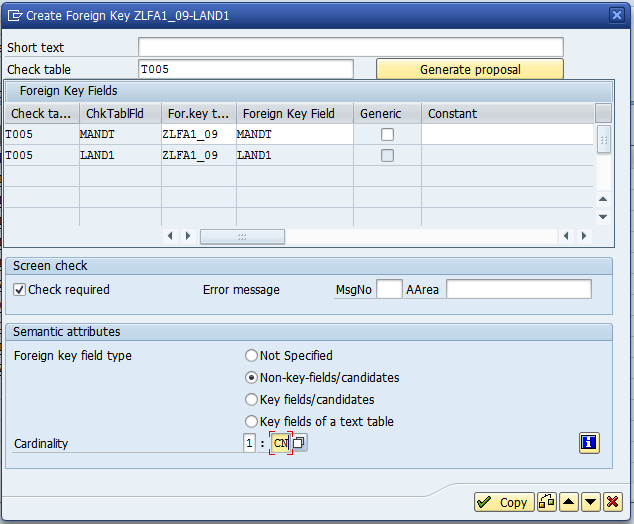 Create Foreign Key ZLFA1_09-LAND1
Short text
Check table T005 Generate proposal
Foreign Key Fields
Check ta... ChkTablFld For.key t... Foreign Key Field Generic Constant
T005 MANDT ZLFA1_09 MANDT
T005 LAND1 ZLFA1_09 LAND1
Screen check
Check required Error message MsgNo AArea
Semantic attributes
Foreign key field type Not Specified
Non-key-fields/candidates
Key fields/candidates
Key fields of a text table
Cardinality 1 : CN
Copy